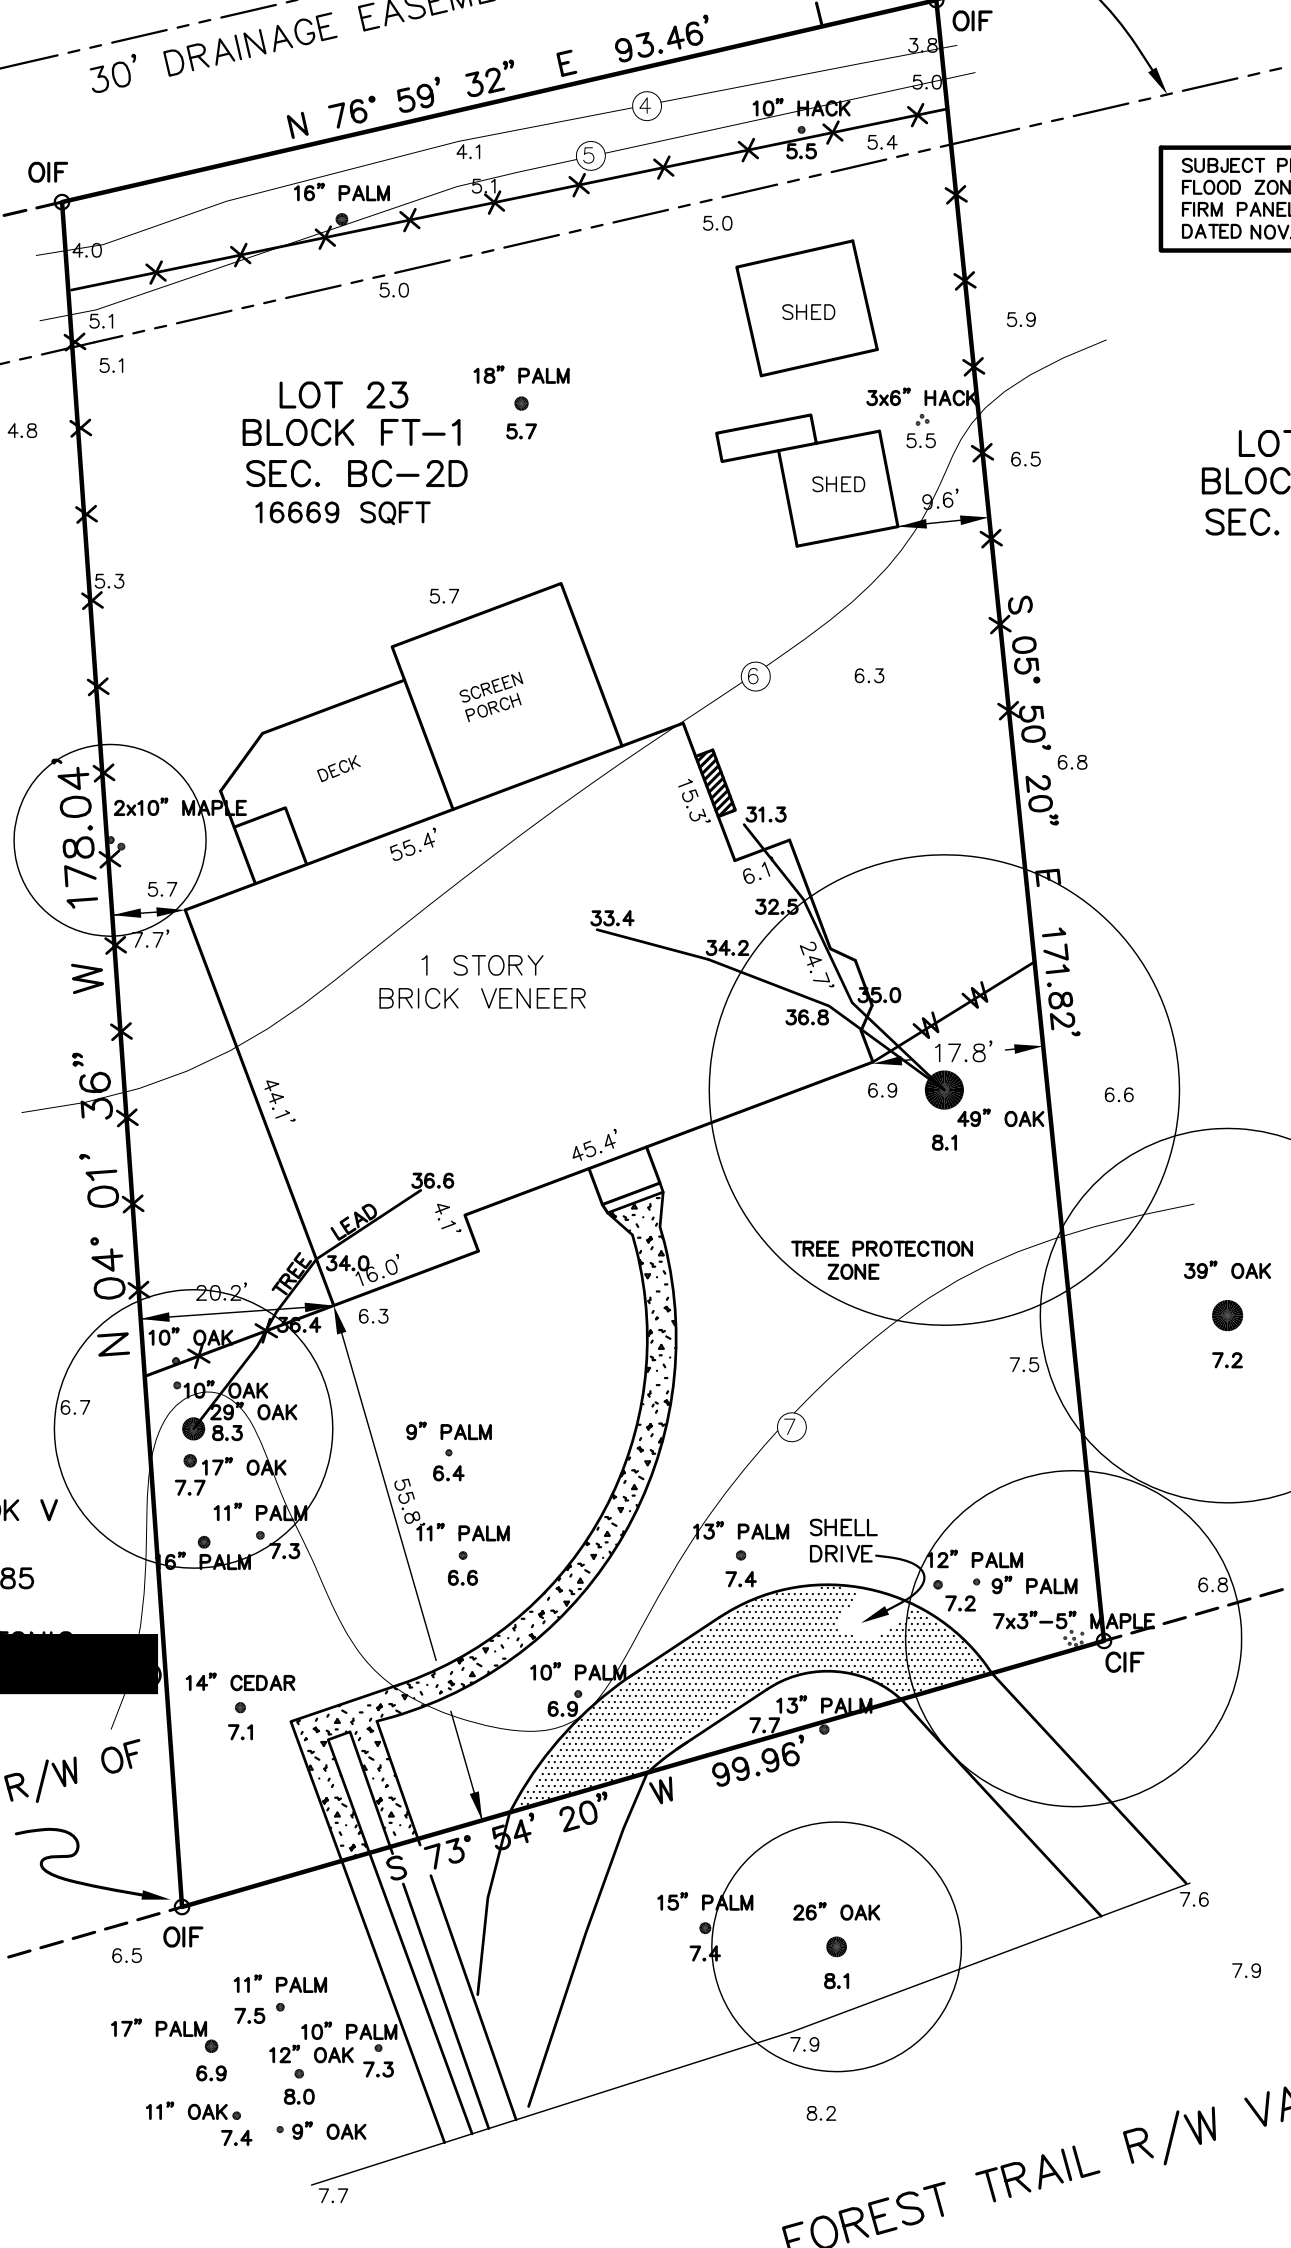 30' DRAINAGE EASEME
N 76° 59' 32" E 93.46'
OIF
3.8
5.0
4
10" HACK
5.5
5.4
4.1
5
5.1
OIF
16" PALM
SUBJECT P
FLOOD ZON
FIRM PANEL
DATED NOV.
4.0
5.0
5.0
5.1
5.1
SHED
5.9
18" PALM
5.7
LOT 23
BLOCK FT-1
SEC. BC-2D
16669 SQFT
3x6" HACK
5.5
4.8
6.5
LOT
BLOC
SEC.
SHED
9.6'
5.3
5.7
S 05° 50' 20" E 171.82'
6
6.3
SCREEN
PORCH
6.8
DECK
N 04° 01' 36" W 178.04'
2x10" MAPLE
15.3'
31.3
55.4'
6.1'
5.7
7.7'
32.5
33.4
34.2
24.7'
1 STORY
BRICK VENEER
35.0
36.8
W W
17.8'
6.9
49" OAK
8.1
6.6
44.1'
45.4'
36.6
4.1'
TREE LEAD
34.0
16.0'
TREE PROTECTION
ZONE
39" OAK
7.2
20.2'
6.3
36.4
10" OAK
7.5
10" OAK
6.7
29" OAK
8.3
9" PALM
6.4
7
17" OAK
7.7
OK V
55.8'
11" PALM
7.3
16" PALM
11" PALM
6.6
13" PALM
7.4
SHELL
DRIVE
12" PALM
7.2
9" PALM
85
6.8
7x3"-5" MAPLE
CIF
14" CEDAR
7.1
10" PALM
6.9
13" PALM
7.7
R/W OF
S 73° 54' 20" W 99.96'
OIF
6.5
15" PALM
7.4
26" OAK
8.1
7.6
7.9
11" PALM
7.5
17" PALM
6.9
10" PALM
7.3
12" OAK
8.0
7.9
11" OAK
7.4
9" OAK
8.2
7.7
FOREST TRAIL R/W VA